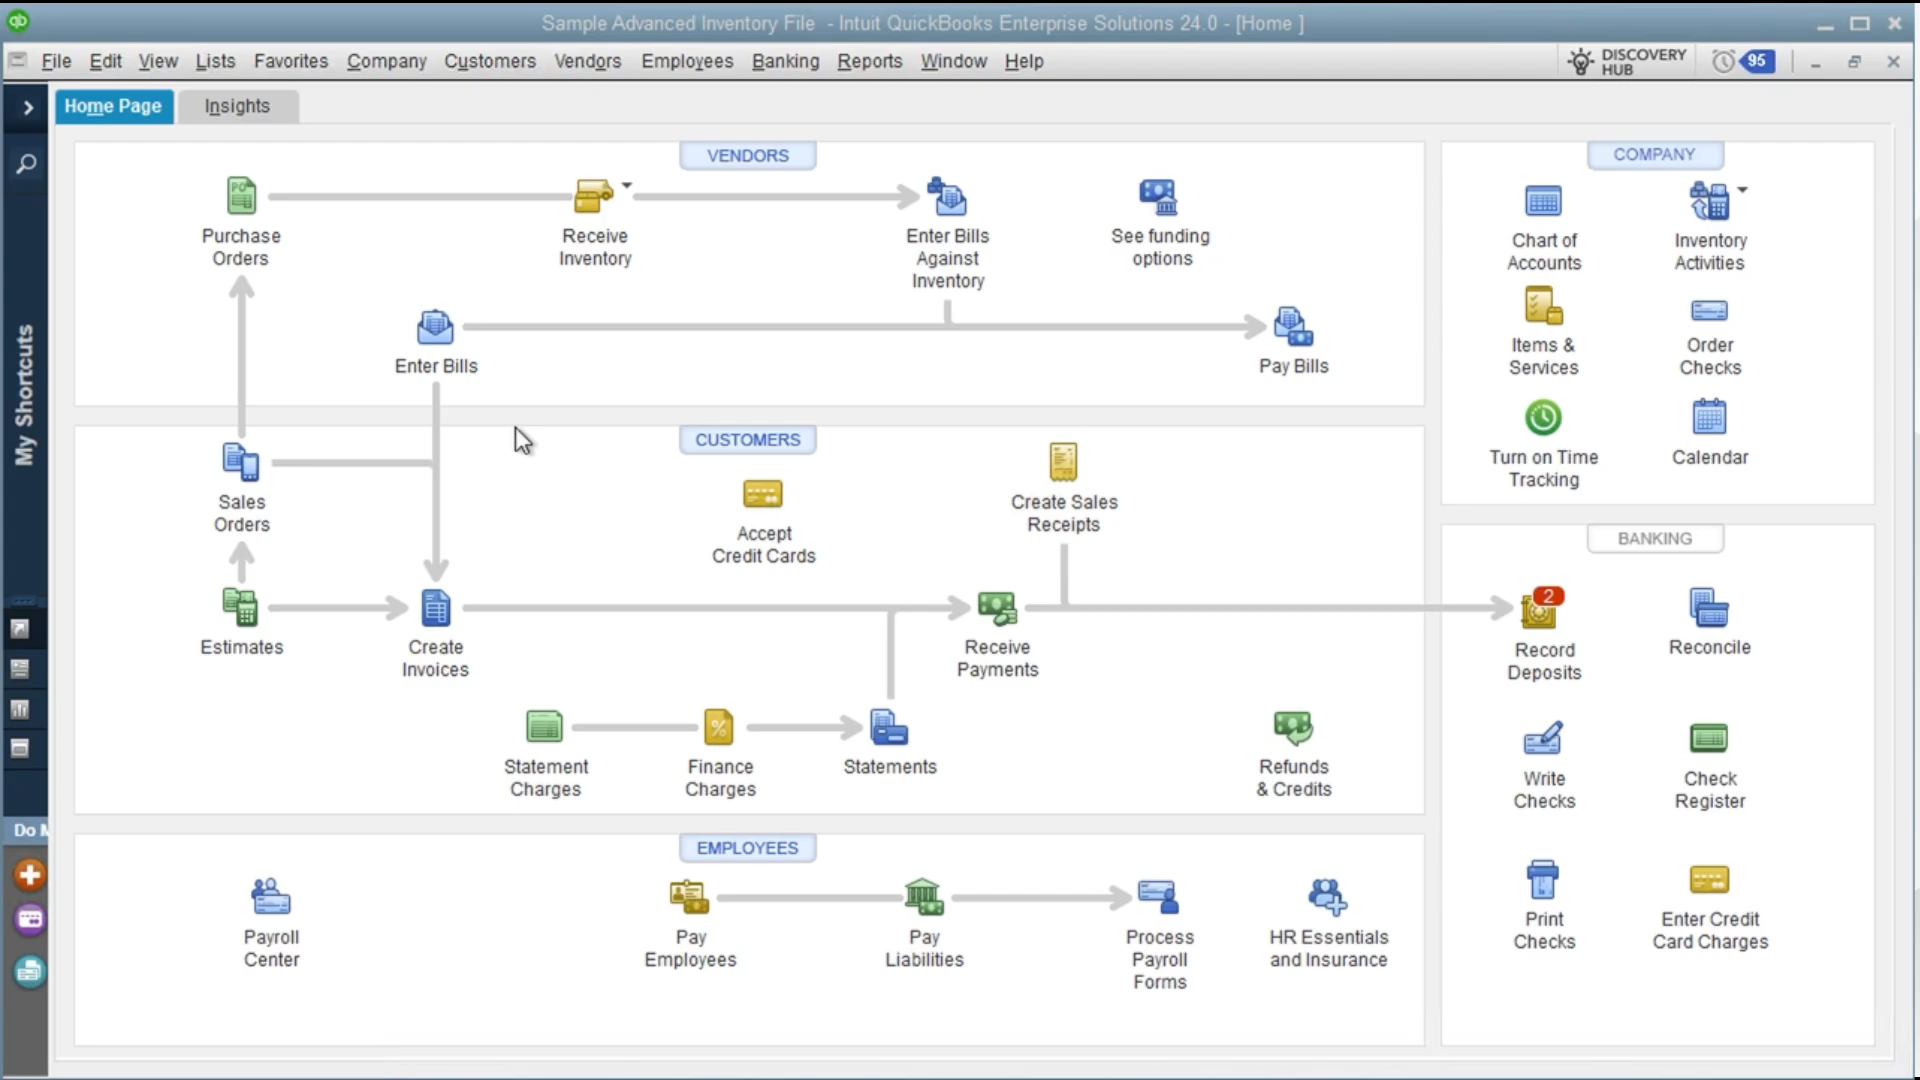 qb
Sample Advanced Inventory File - Intuit QuickBooks Enterprise Solutions 24.0 - [Home ]
File Edit View Lists Favorites Company Customers Vendors Employees Banking Reports Window Help
DISCOVERY
HUB
95
Home Page
Insights
My Shortcuts
Do M
VENDORS
PO
Purchase
Orders
Receive
Inventory
Enter Bills
Against
Inventory
See funding
options
Enter Bills
Pay Bills
CUSTOMERS
Sales
Orders
Accept
Credit Cards
Create Sales
Receipts
Estimates
Create
Invoices
Receive
Payments
Statement
Charges
%
Finance
Charges
Statements
Refunds
& Credits
EMPLOYEES
Payroll
Center
Pay
Employees
Pay
Liabilities
Process
Payroll
Forms
HR Essentials
and Insurance
COMPANY
Chart of
Accounts
Inventory
Activities
Items &
Services
Order
Checks
Turn on Time
Tracking
Calendar
BANKING
2
Record
Deposits
Reconcile
Write
Checks
Check
Register
Print
Checks
Enter Credit
Card Charges